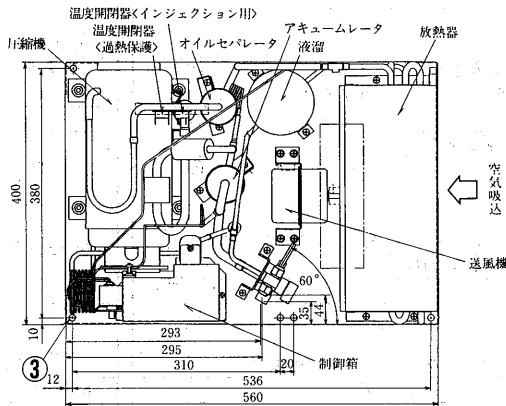 温度開閉器<インジェクション用>
温度開閉器
<過熱保護>
圧縮機
オイルセパレータ
アキュームレータ
液溜
放熱器
空気吸込
送風機
制御箱
400
380
10
60°
35
44
293
295
310
20
3
12
536
560